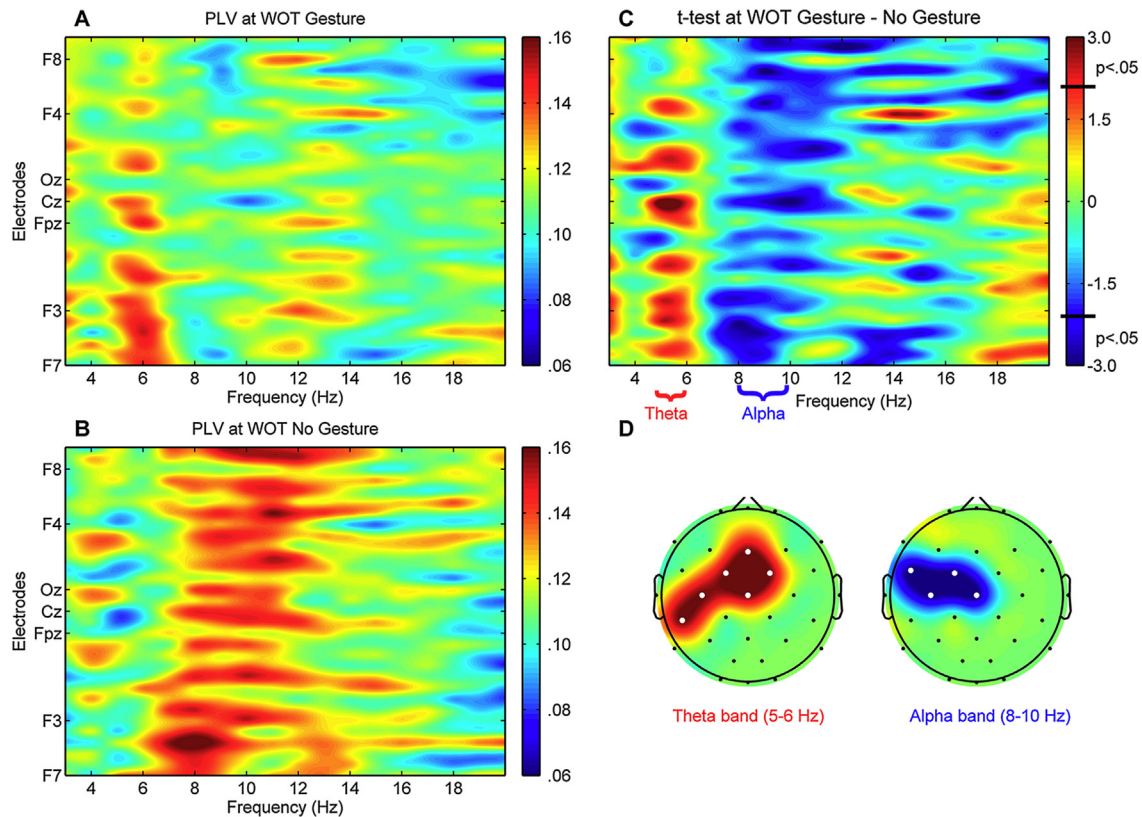 A
PLV at WOT Gesture
F8
F4
Oz
Cz
Fpz
F3
F7
Electrodes
4 6 8 10 12 14 16 18
Frequency (Hz)
.16
.14
.12
.10
.08
.06
C
t-test at WOT Gesture - No Gesture
4 6 8 10 12 14 16 18
Frequency (Hz)
Theta
Alpha
3.0
p<.05
1.5
0
-1.5
p<.05
-3.0
B
PLV at WOT No Gesture
F8
F4
Oz
Cz
Fpz
F3
F7
Electrodes
4 6 8 10 12 14 16 18
Frequency (Hz)
.16
.14
.12
.10
.08
.06
D
Theta band (5-6 Hz)
Alpha band (8-10 Hz)